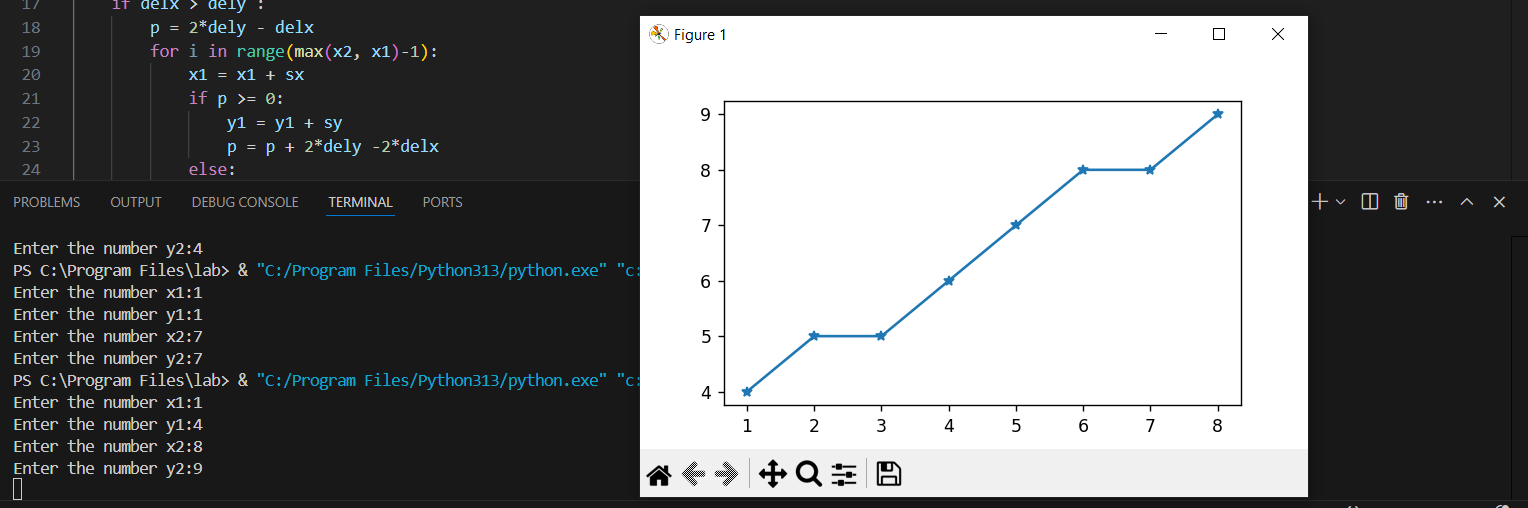 17 if delx > dely :
18 p = 2*dely - delx
19 for i in range(max(x2, x1)-1):
20 x1 = x1 + sx
21 if p >= 0:
22 y1 = y1 + sy
23 p = p + 2*dely -2*delx
24 else:
PROBLEMS OUTPUT DEBUG CONSOLE TERMINAL PORTS
Enter the number y2:4
PS C:\Program Files\lab> & "C:/Program Files/Python313/python.exe" "c:
Enter the number x1:1
Enter the number y1:1
Enter the number x2:7
Enter the number y2:7
PS C:\Program Files\lab> & "C:/Program Files/Python313/python.exe" "c:
Enter the number x1:1
Enter the number y1:4
Enter the number x2:8
Enter the number y2:9
Figure 1
9
8
7
6
5
4
1 2 3 4 5 6 7 8